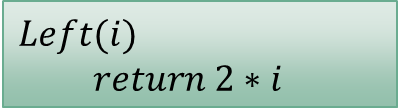 Left(i)
return 2 * i